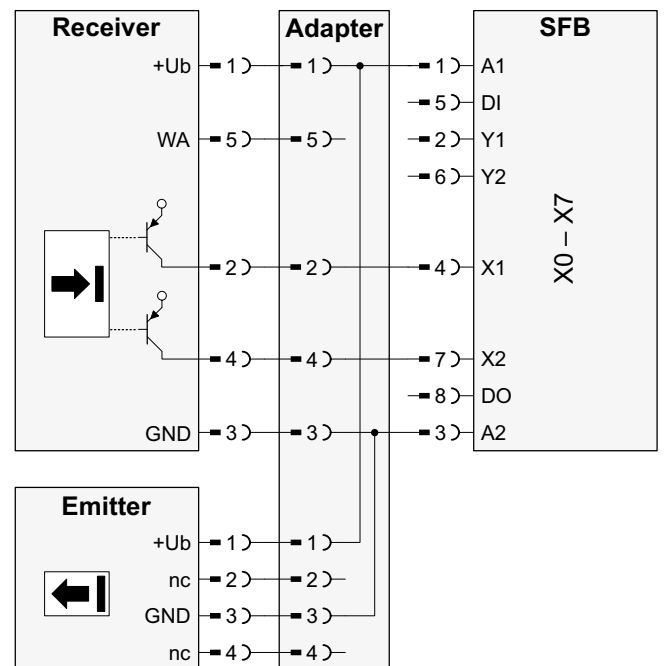 Receiver Adapter SFB
+Ub 1 1 1 A1
5 DI
WA 5 5 2 Y1
6 Y2
X0 – X7
2 2 4 X1
4 4 7 X2
8 DO
GND 3 3 3 A2
Emitter
+Ub 1 1
nc 2 2
GND 3 3
nc 4 4